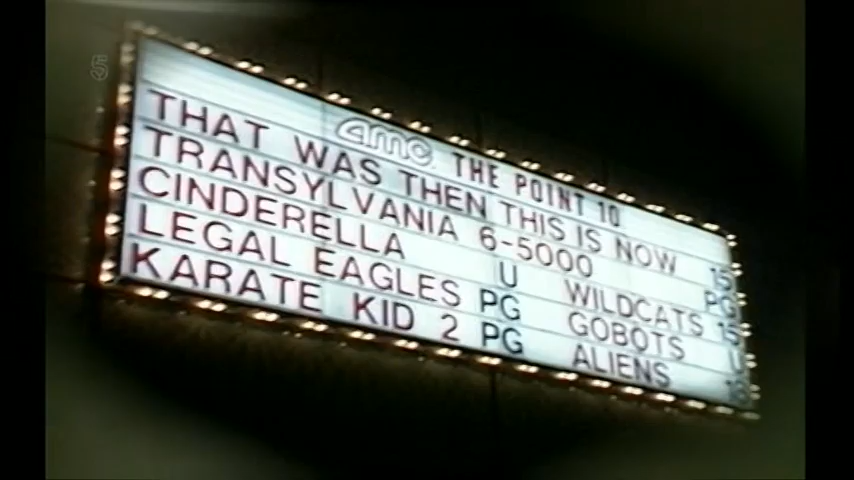 amc THE POINT 10
THAT WAS THEN THIS IS NOW 15
TRANSYLVANIA 6-5000 PG
CINDERELLA U WILDCATS 15
LEGAL EAGLES PG GOBOTS U
KARATE KID 2 PG ALIENS 18
5